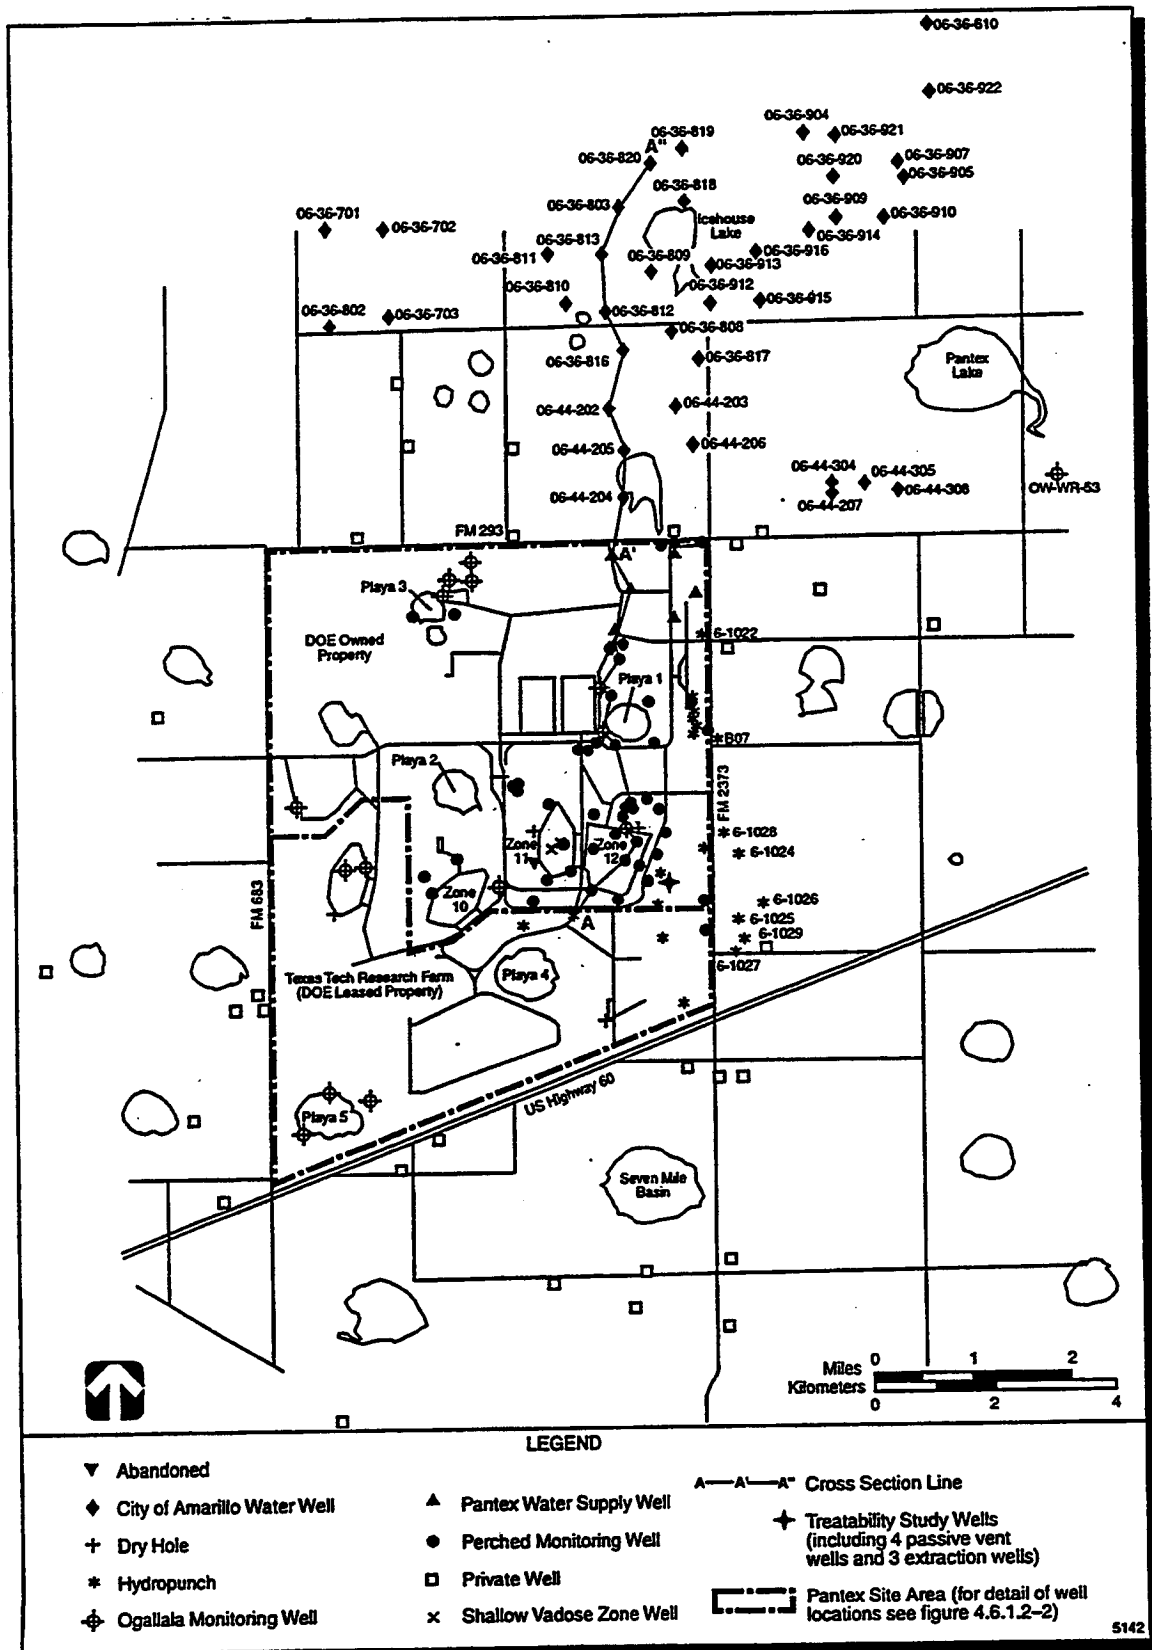 06-36-610
06-36-922
06-36-904
06-36-921
06-36-819
A"
06-36-820
06-36-920
06-36-907
06-36-905
06-36-818
06-36-803
06-36-909
06-36-910
06-36-701
06-36-702
Icehouse
Lake
06-36-914
06-36-813
06-36-811
06-36-809
06-36-916
06-36-913
06-36-810
06-36-912
06-36-915
06-36-802
06-36-703
06-36-812
06-36-808
06-36-816
06-36-817
Pantex
Lake
06-44-202
06-44-203
06-44-205
06-44-206
06-44-304
06-44-305
06-44-204
06-44-306
06-44-207
OW-WR-53
FM 293
A'
Playa 3
DOE Owned
Property
6-1022
Playa 1
B07
Playa 2
FM 2373
6-1028
Zone
11
Zone
12
6-1024
Zone
10
FM 683
6-1026
A
6-1025
6-1029
6-1027
Texas Tech Research Farm
(DOE Leased Property)
Playa 4
US Highway 60
Playa 5
Seven Mile
Basin
Miles
0 1 2
Kilometers
0 2 4
LEGEND
Abandoned
City of Amarillo Water Well
Dry Hole
Hydropunch
Ogallala Monitoring Well
Pantex Water Supply Well
Perched Monitoring Well
Private Well
Shallow Vadose Zone Well
A—A'—A" Cross Section Line
Treatability Study Wells
(including 4 passive vent
wells and 3 extraction wells)
Pantex Site Area (for detail of well
locations see figure 4.6.1.2–2)
5142